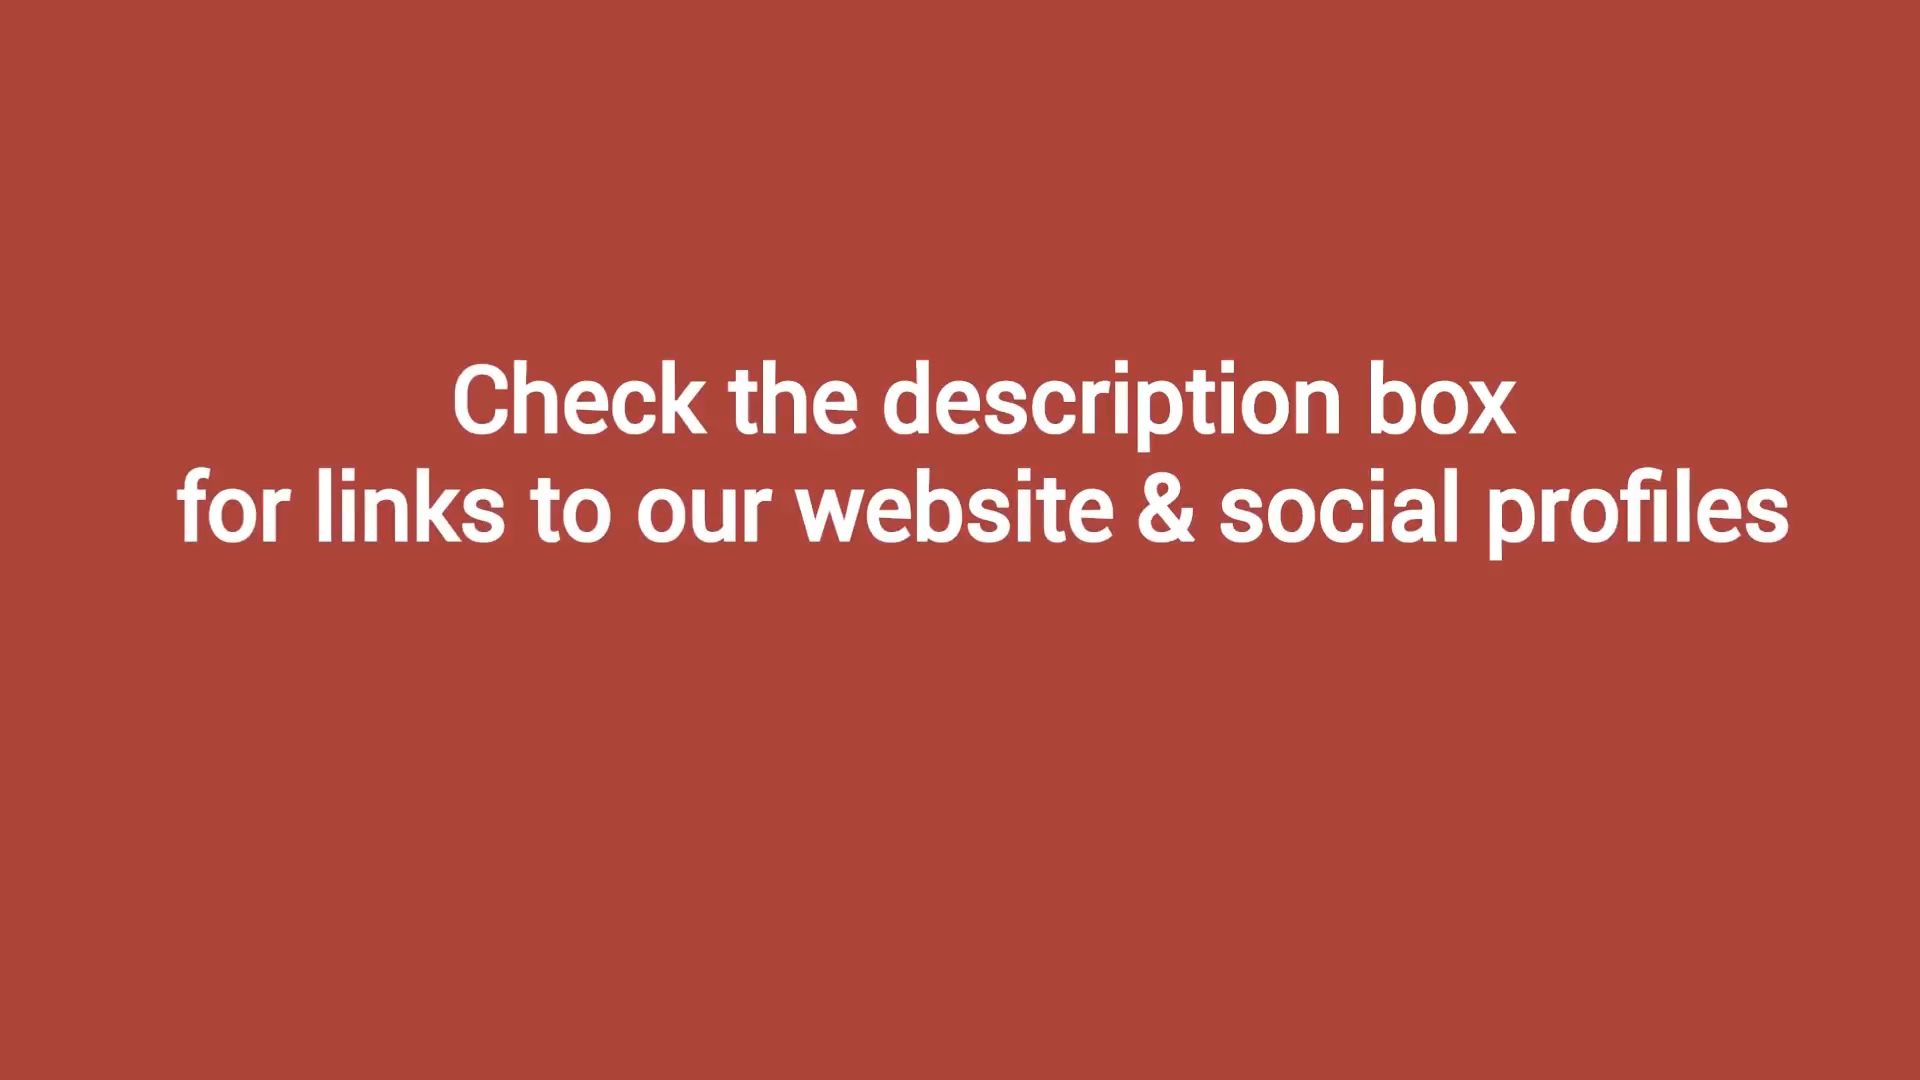 Check the description box
for links to our website & social profiles